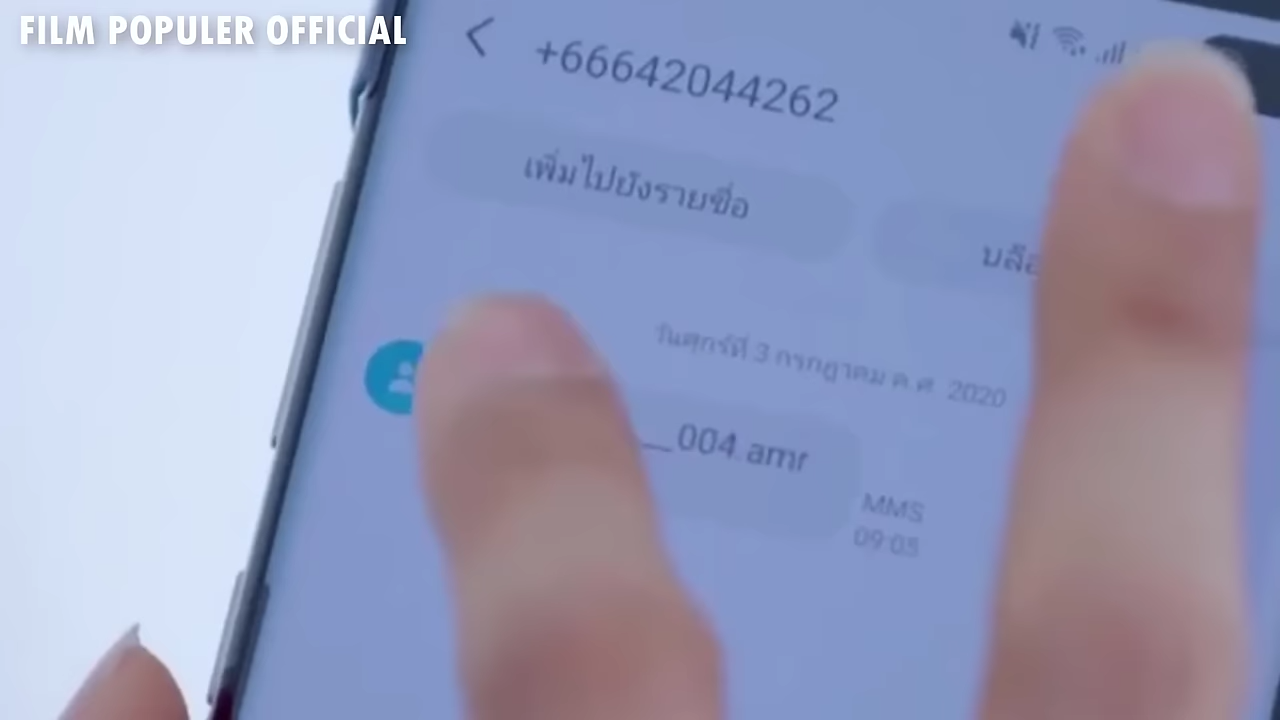 FILM POPULER OFFICIAL
+66642044262
เพิ่มไปยังรายชื่อ
วันศุกร์ที่ 3 กรกฎาคม ค.ศ. 2020
_004.amr
MMS
09:05